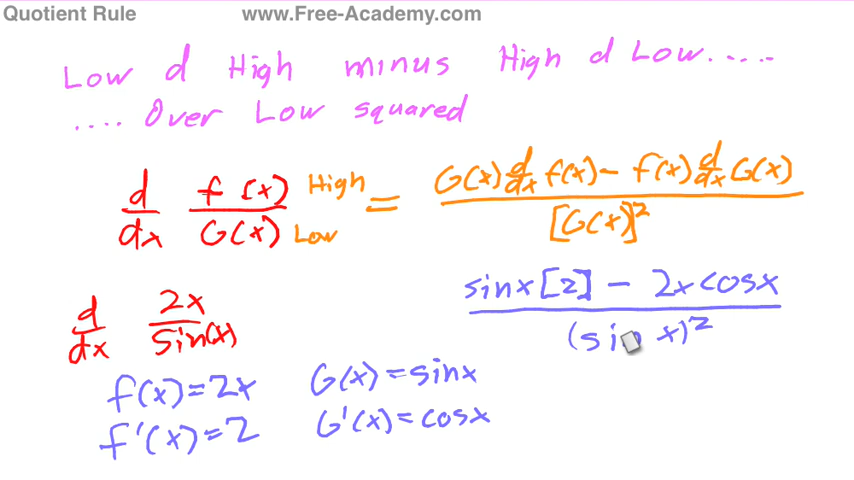 Quotient Rule www.Free-Academy.com
Low d High minus High d Low.....
.... Over Low squared
d/dx f(x)/G(x) High Low = G(x) d/dx f(x) - f(x) d/dx G(x) / [G(x)]²
d/dx 2x/sin(x)
sinx[2] - 2x cosx / (sin x)²
f(x)=2x G(x)=sinx
f'(x)=2 G'(x)=cosx